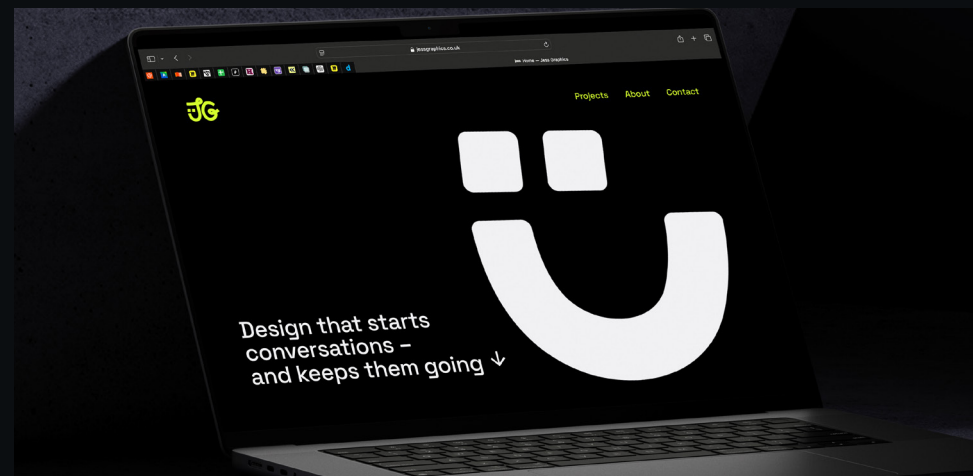 jessgraphics.co.uk
Home — Jess Graphics
JG
Projects About Contact
Design that starts
conversations –
and keeps them going ↓